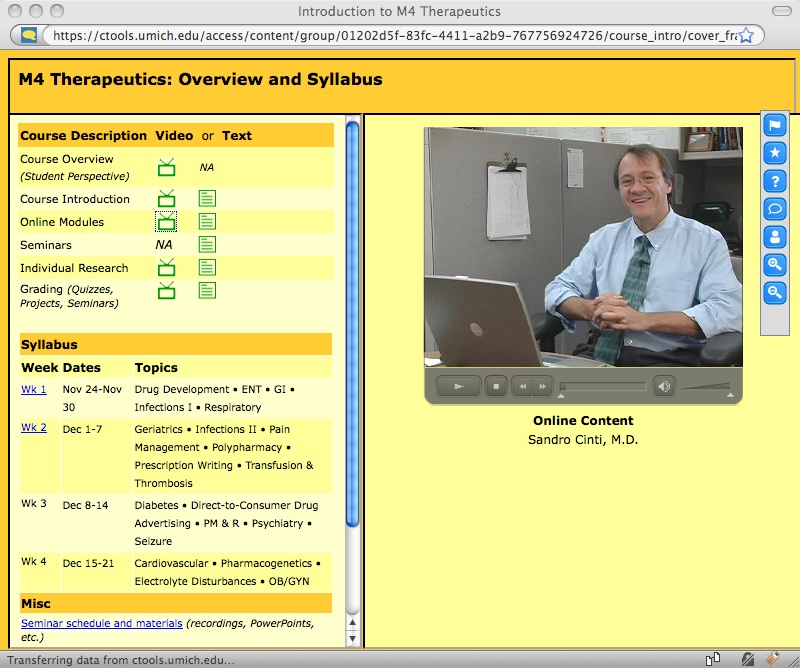 Introduction to M4 Therapeutics
https://ctools.umich.edu/access/content/group/01202d5f-83fc-4411-a2b9-767756924726/course_intro/cover_fra
M4 Therapeutics: Overview and Syllabus
Course Description Video or Text
Course Overview
(Student Perspective)
NA
Course Introduction
Online Modules
Seminars NA
Individual Research
Grading (Quizzes,
Projects, Seminars)
Syllabus
Week Dates Topics
Wk 1 Nov 24-Nov 30 Drug Development • ENT • GI •
Infections I • Respiratory
Wk 2 Dec 1-7 Geriatrics • Infections II • Pain
Management • Polypharmacy •
Prescription Writing • Transfusion &
Thrombosis
Wk 3 Dec 8-14 Diabetes • Direct-to-Consumer Drug
Advertising • PM & R • Psychiatry •
Seizure
Wk 4 Dec 15-21 Cardiovascular • Pharmacogenetics •
Electrolyte Disturbances • OB/GYN
Misc
Seminar schedule and materials (recordings, PowerPoints,
etc.)
Online Content
Sandro Cinti, M.D.
Transferring data from ctools.umich.edu...